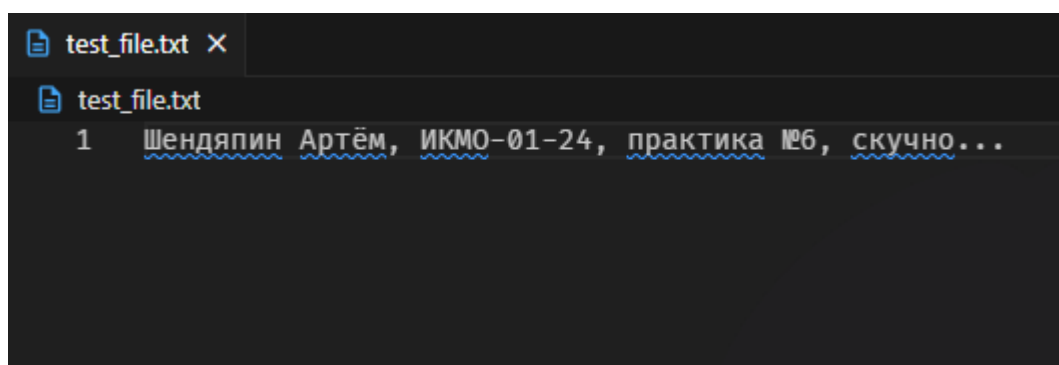 test_file.txt ×
test_file.txt
1 Шендяпин Артём, ИКМО-01-24, практика №6, скучно...